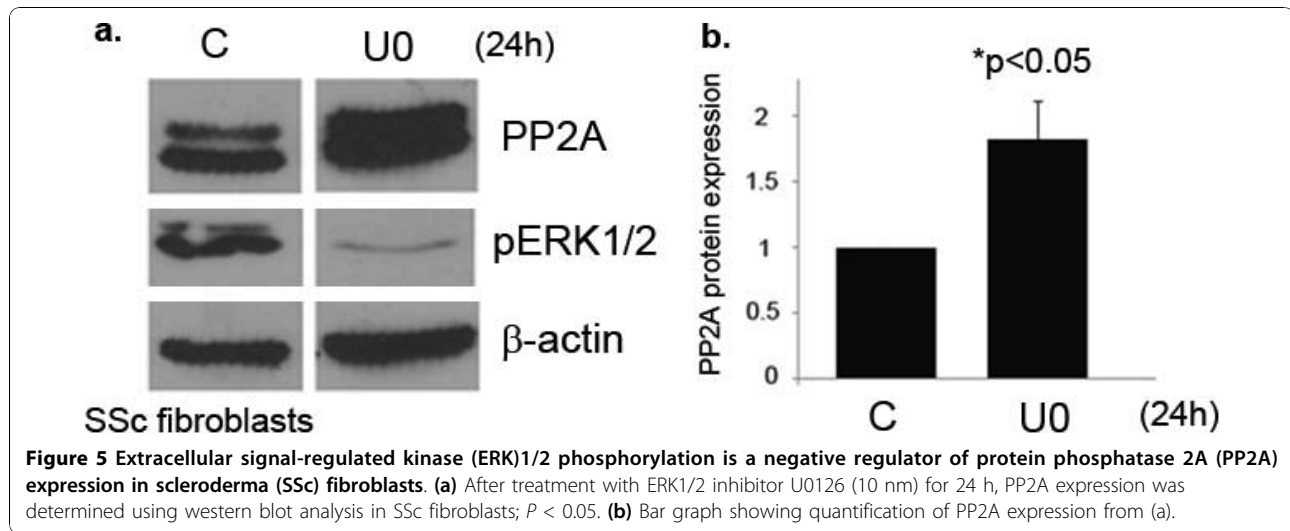 a.
C U0 (24h)
PP2A
pERK1/2
β-actin
SSc fibroblasts
b.
*p<0.05
PP2A protein expression
2
1.5
1
0.5
0
C U0 (24h)
Figure 5 Extracellular signal-regulated kinase (ERK)1/2 phosphorylation is a negative regulator of protein phosphatase 2A (PP2A)
expression in scleroderma (SSc) fibroblasts. (a) After treatment with ERK1/2 inhibitor U0126 (10 nm) for 24 h, PP2A expression was
determined using western blot analysis in SSc fibroblasts; P < 0.05. (b) Bar graph showing quantification of PP2A expression from (a).